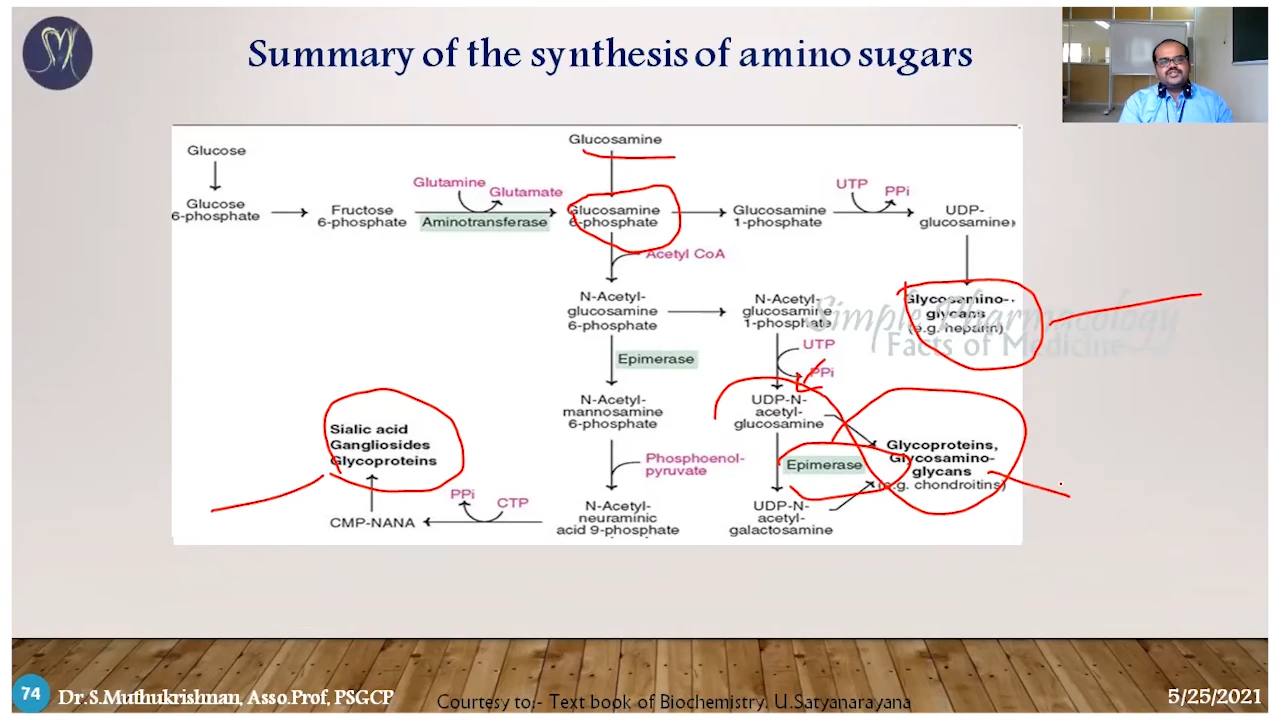 Summary of the synthesis of amino sugars
Glucosamine
Glucose
Glutamine
Glutamate
UTP
PPi
Glucose
6-phosphate
Fructose
6-phosphate
Aminotransferase
Glucosamine
6-phosphate
Glucosamine
1-phosphate
UDP-
glucosamine
Acetyl CoA
N-Acetyl-
glucosamine
6-phosphate
N-Acetyl-
glucosamine
1-phosphate
Glycosamino-
glycans
(e.g. heparin)
Simple Pharmacology
Facts of Medicine
UTP
PPi
Epimerase
N-Acetyl-
mannosamine
6-phosphate
UDP-N-
acetyl-
glucosamine
Sialic acid
Gangliosides
Glycoproteins
Glycoproteins,
Glycosamino-
glycans
(e.g. chondroitins)
Phosphoenol-
pyruvate
Epimerase
PPi
CTP
CMP-NANA
N-Acetyl-
neuraminic
acid 9-phosphate
UDP-N-
acetyl-
galactosamine
74
Dr.S.Muthukrishnan, Asso.Prof, PSGCP
Courtesy to:- Text book of Biochemistry. U.Satyanarayana
5/25/2021